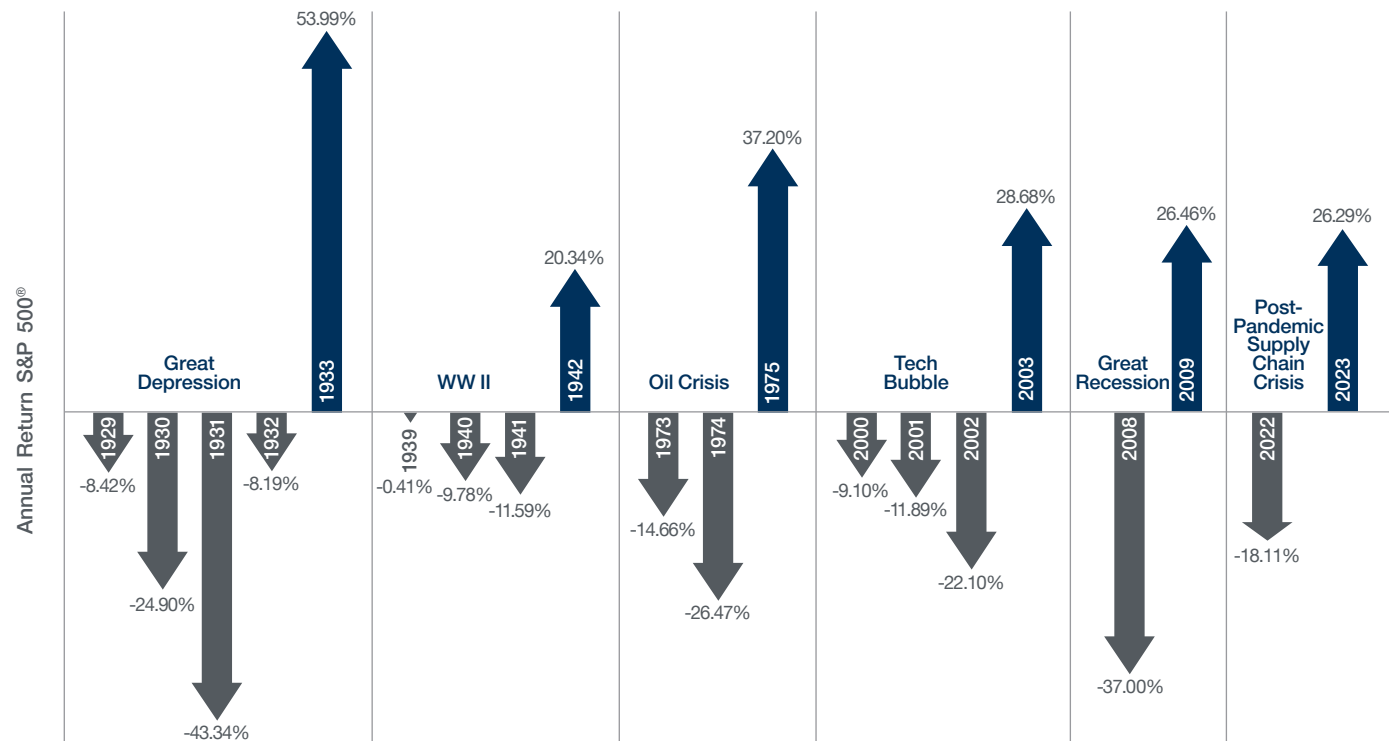 Annual Return S&P 500®
Great
Depression
1929
-8.42%
1930
-24.90%
1931
-43.34%
1932
-8.19%
1933
53.99%
WW II
1939
-0.41%
1940
-9.78%
1941
-11.59%
1942
20.34%
Oil Crisis
1973
-14.66%
1974
-26.47%
1975
37.20%
Tech
Bubble
2000
-9.10%
2001
-11.89%
2002
-22.10%
2003
28.68%
Great
Recession
2008
-37.00%
2009
26.46%
Post-
Pandemic
Supply
Chain
Crisis
2022
-18.11%
2023
26.29%